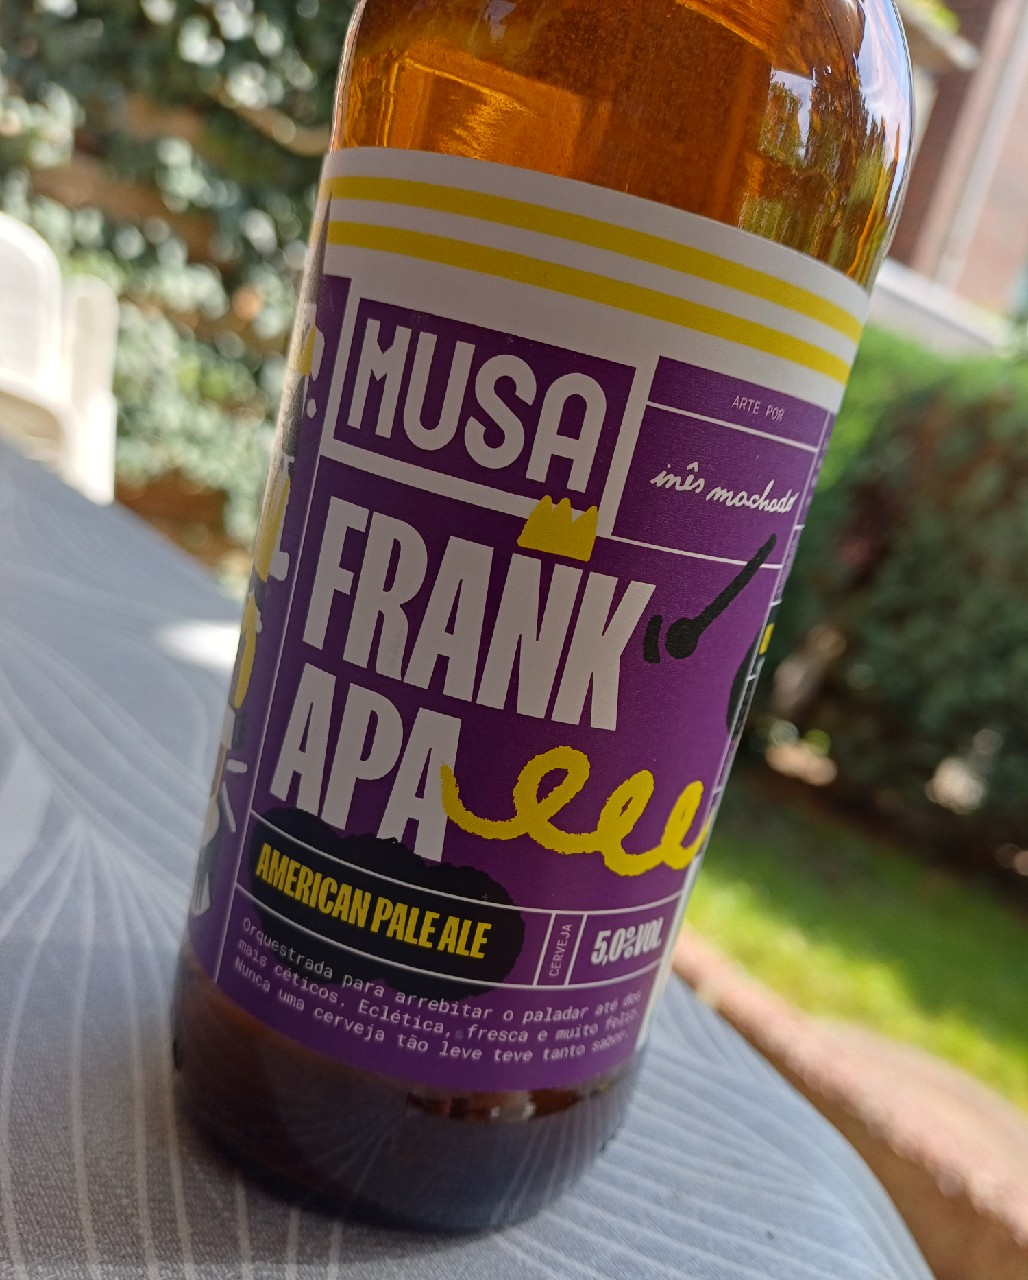 MUSA
ARTE POR
inês machado
FRANK
APA
AMERICAN PALE ALE
CERVEJA
5,0%VOL
Orquestrada para arrebitar o paladar até dos
mais céticos. Eclética, fresca e muito feliz.
Nunca uma cerveja tão leve teve tanto sabor.